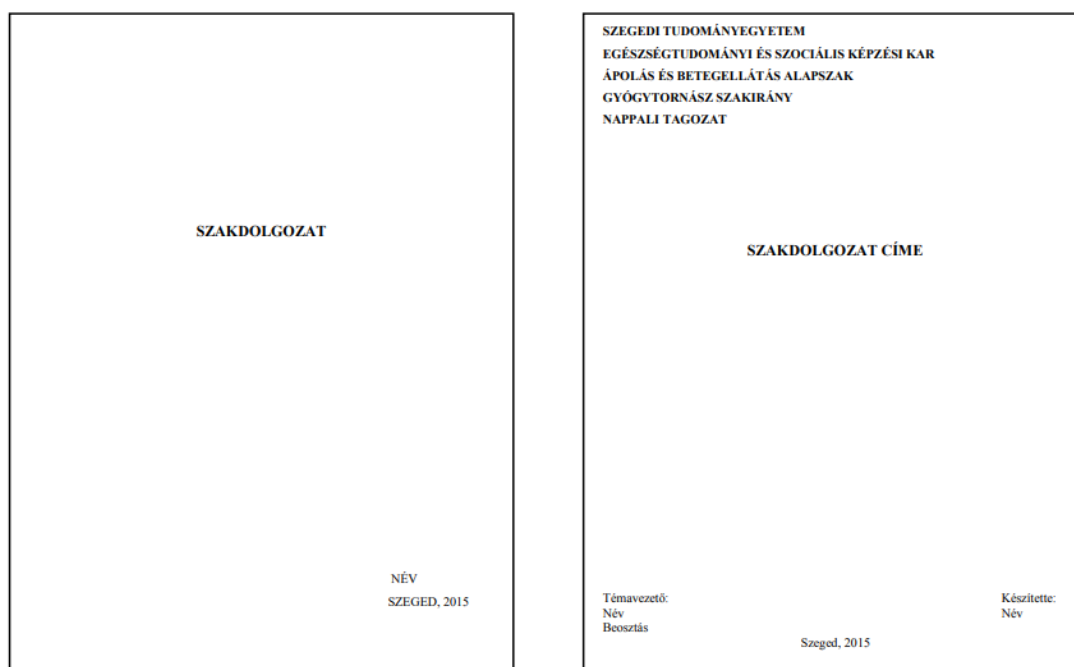 SZAKDOLGOZAT
NÉV
SZEGED, 2015
SZEGEDI TUDOMÁNYEGYETEM
EGÉSZSÉGTUDOMÁNYI ÉS SZOCIÁLIS KÉPZÉSI KAR
ÁPOLÁS ÉS BETEGELLÁTÁS ALAPSZAK
GYÓGYTORNÁSZ SZAKIRÁNY
NAPPALI TAGOZAT
SZAKDOLGOZAT CÍME
Témavezető: Készítette:
Név Név
Beosztás
Szeged, 2015